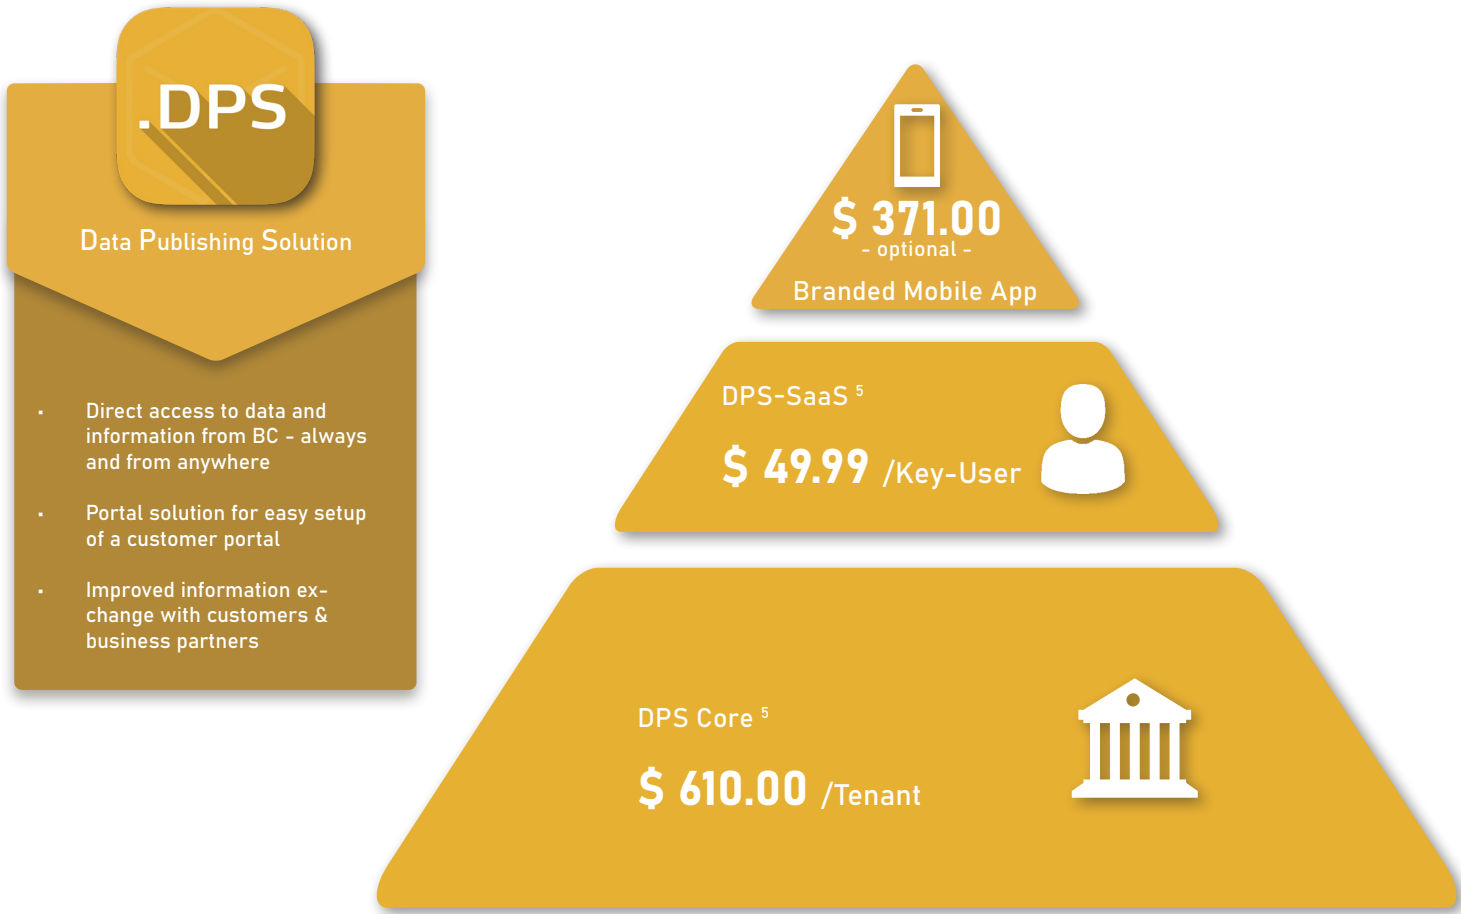 .DPS
Data Publishing Solution
· Direct access to data and
information from BC - always
and from anywhere
· Portal solution for easy setup
of a customer portal
· Improved information ex-
change with customers &
business partners
$ 371.00
- optional -
Branded Mobile App
DPS-SaaS ⁵
$ 49.99 /Key-User
DPS Core ⁵
$ 610.00 /Tenant